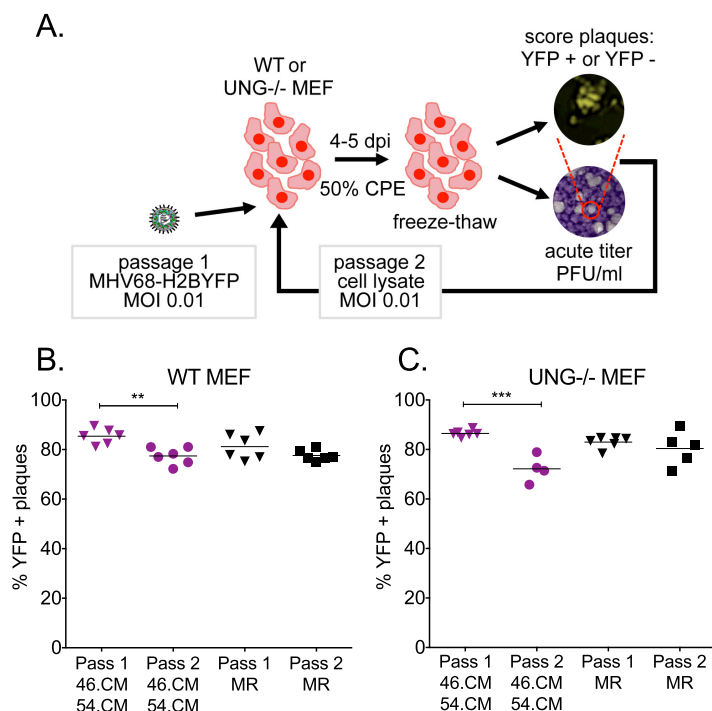 A.
WT or
UNG-/- MEF
4-5 dpi
50% CPE
freeze-thaw
score plaques:
YFP + or YFP -
acute titer
PFU/ml
passage 1
MHV68-H2BYFP
MOI 0.01
passage 2
cell lysate
MOI 0.01
B.
WT MEF
% YFP + plaques
100
80
60
40
20
0
**
Pass 1
46.CM
54.CM
Pass 2
46.CM
54.CM
Pass 1
MR
Pass 2
MR
C.
UNG-/- MEF
% YFP + plaques
100
80
60
40
20
0
***
Pass 1
46.CM
54.CM
Pass 2
46.CM
54.CM
Pass 1
MR
Pass 2
MR